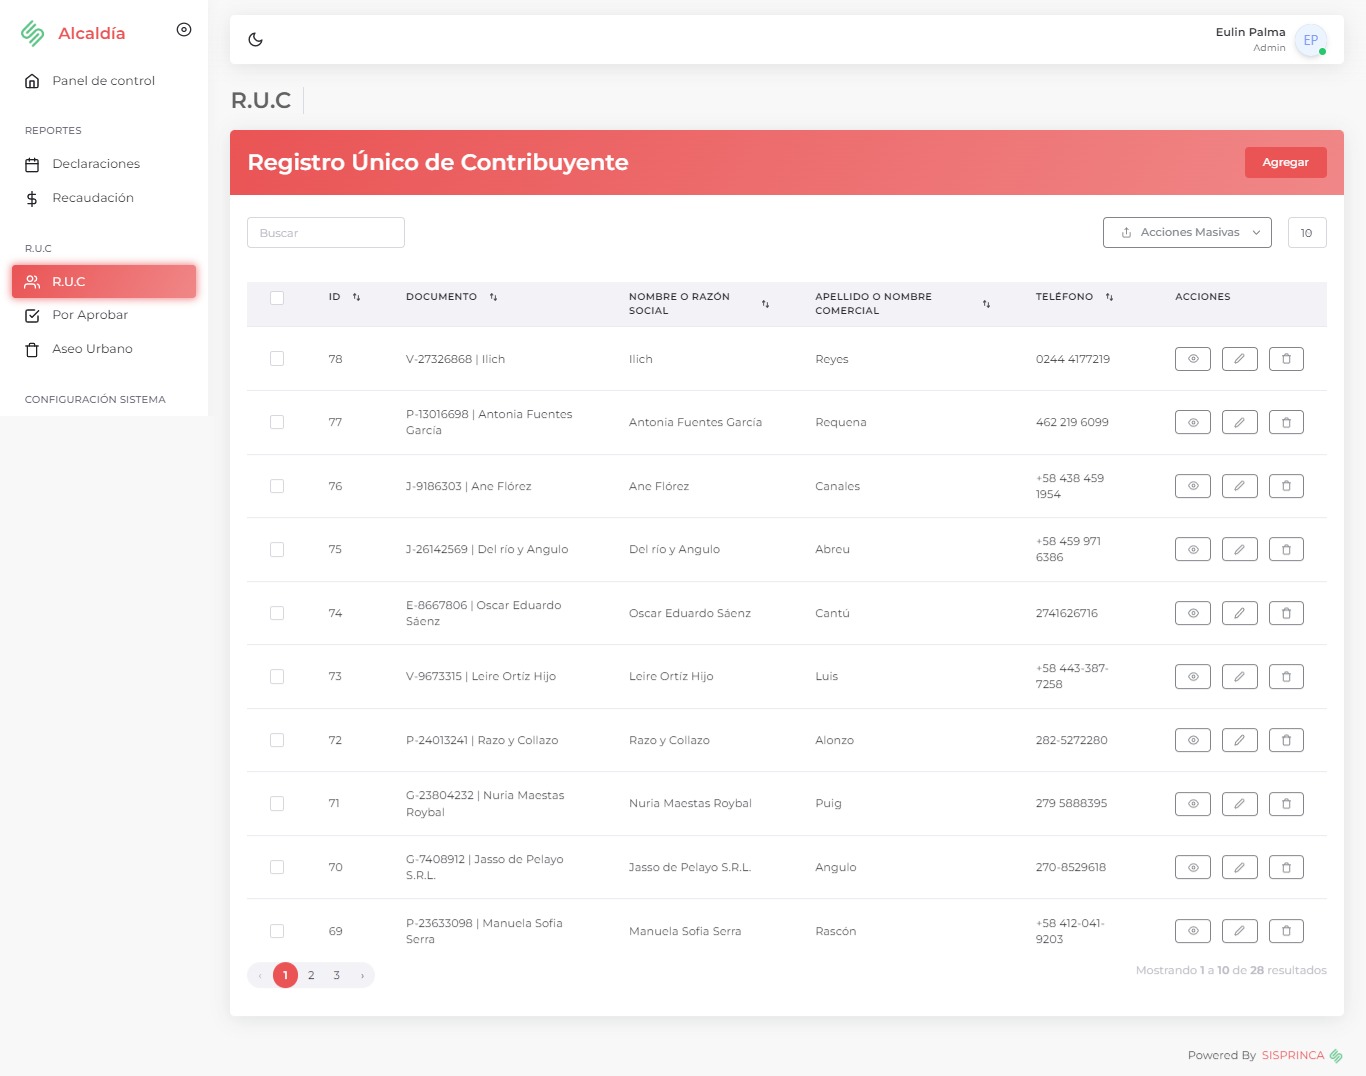 Alcaldía
Eulin Palma
Admin
EP
Panel de control
REPORTES
Declaraciones
Recaudación
R.U.C
R.U.C
Por Aprobar
Aseo Urbano
CONFIGURACIÓN SISTEMA
R.U.C
Registro Único de Contribuyente
Agregar
Buscar
Acciones Masivas
10
ID
DOCUMENTO
NOMBRE O RAZÓN
SOCIAL
APELLIDO O NOMBRE
COMERCIAL
TELÉFONO
ACCIONES
78
V-27326868 | Ilich
Ilich
Reyes
0244 4177219
77
P-13016698 | Antonia Fuentes
García
Antonia Fuentes García
Requena
462 219 6099
76
J-9186303 | Ane Flórez
Ane Flórez
Canales
+58 438 459
1954
75
J-26142569 | Del río y Angulo
Del río y Angulo
Abreu
+58 459 971
6386
74
E-8667806 | Oscar Eduardo
Sáenz
Oscar Eduardo Sáenz
Cantú
2741626716
73
V-9673315 | Leire Ortíz Hijo
Leire Ortíz Hijo
Luis
+58 443-387-
7258
72
P-24013241 | Razo y Collazo
Razo y Collazo
Alonzo
282-5272280
71
G-23804232 | Nuria Maestas
Roybal
Nuria Maestas Roybal
Puig
279 5888395
70
G-7408912 | Jasso de Pelayo
S.R.L.
Jasso de Pelayo S.R.L.
Angulo
270-8529618
69
P-23633098 | Manuela Sofia
Serra
Manuela Sofia Serra
Rascón
+58 412-041-
9203
‹ 1 2 3 ›
Mostrando 1 a 10 de 28 resultados
Powered By SISPRINCA